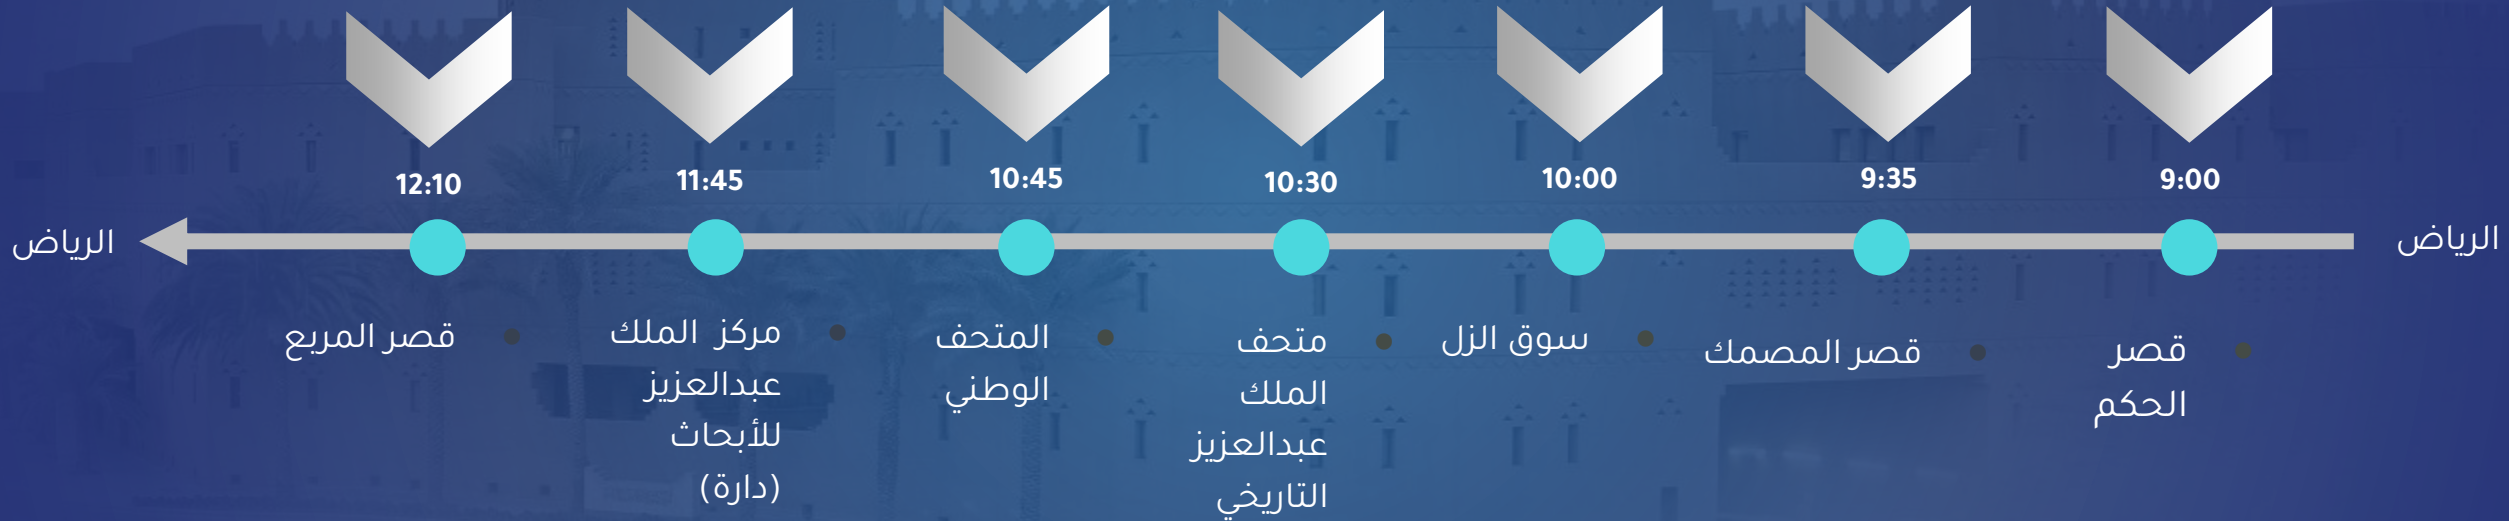 9:00
9:35
10:00
10:30
10:45
11:45
12:10
الرياض
الرياض
قصر
الحكم
قصر المصمك
سوق الزل
متحف
الملك
عبدالعزيز
التاريخي
المتحف
الوطني
مركز الملك
عبدالعزيز
للأبحاث
(دارة)
قصر المربع